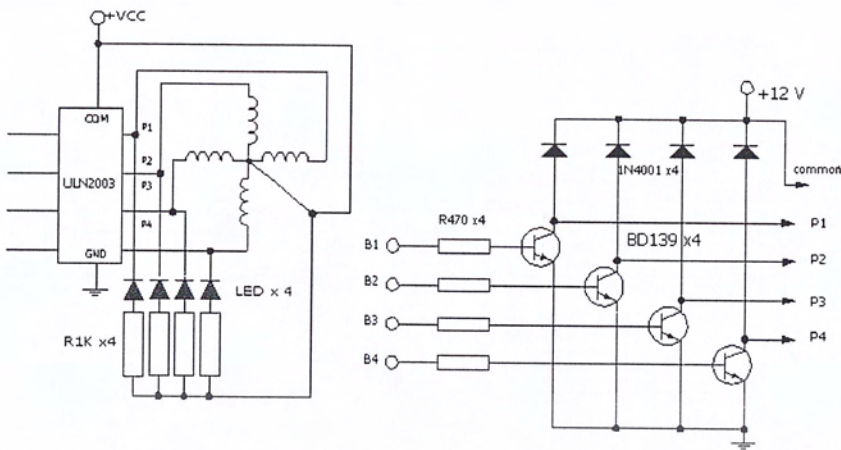 +VCC
COM
P1
P2
ULN2003
P3
P4
GND
LED x 4
R1K x4
+12 V
1N4001 x4
common
R470 x4
P1
B1
BD139 x4
P2
B2
P3
B3
P4
B4